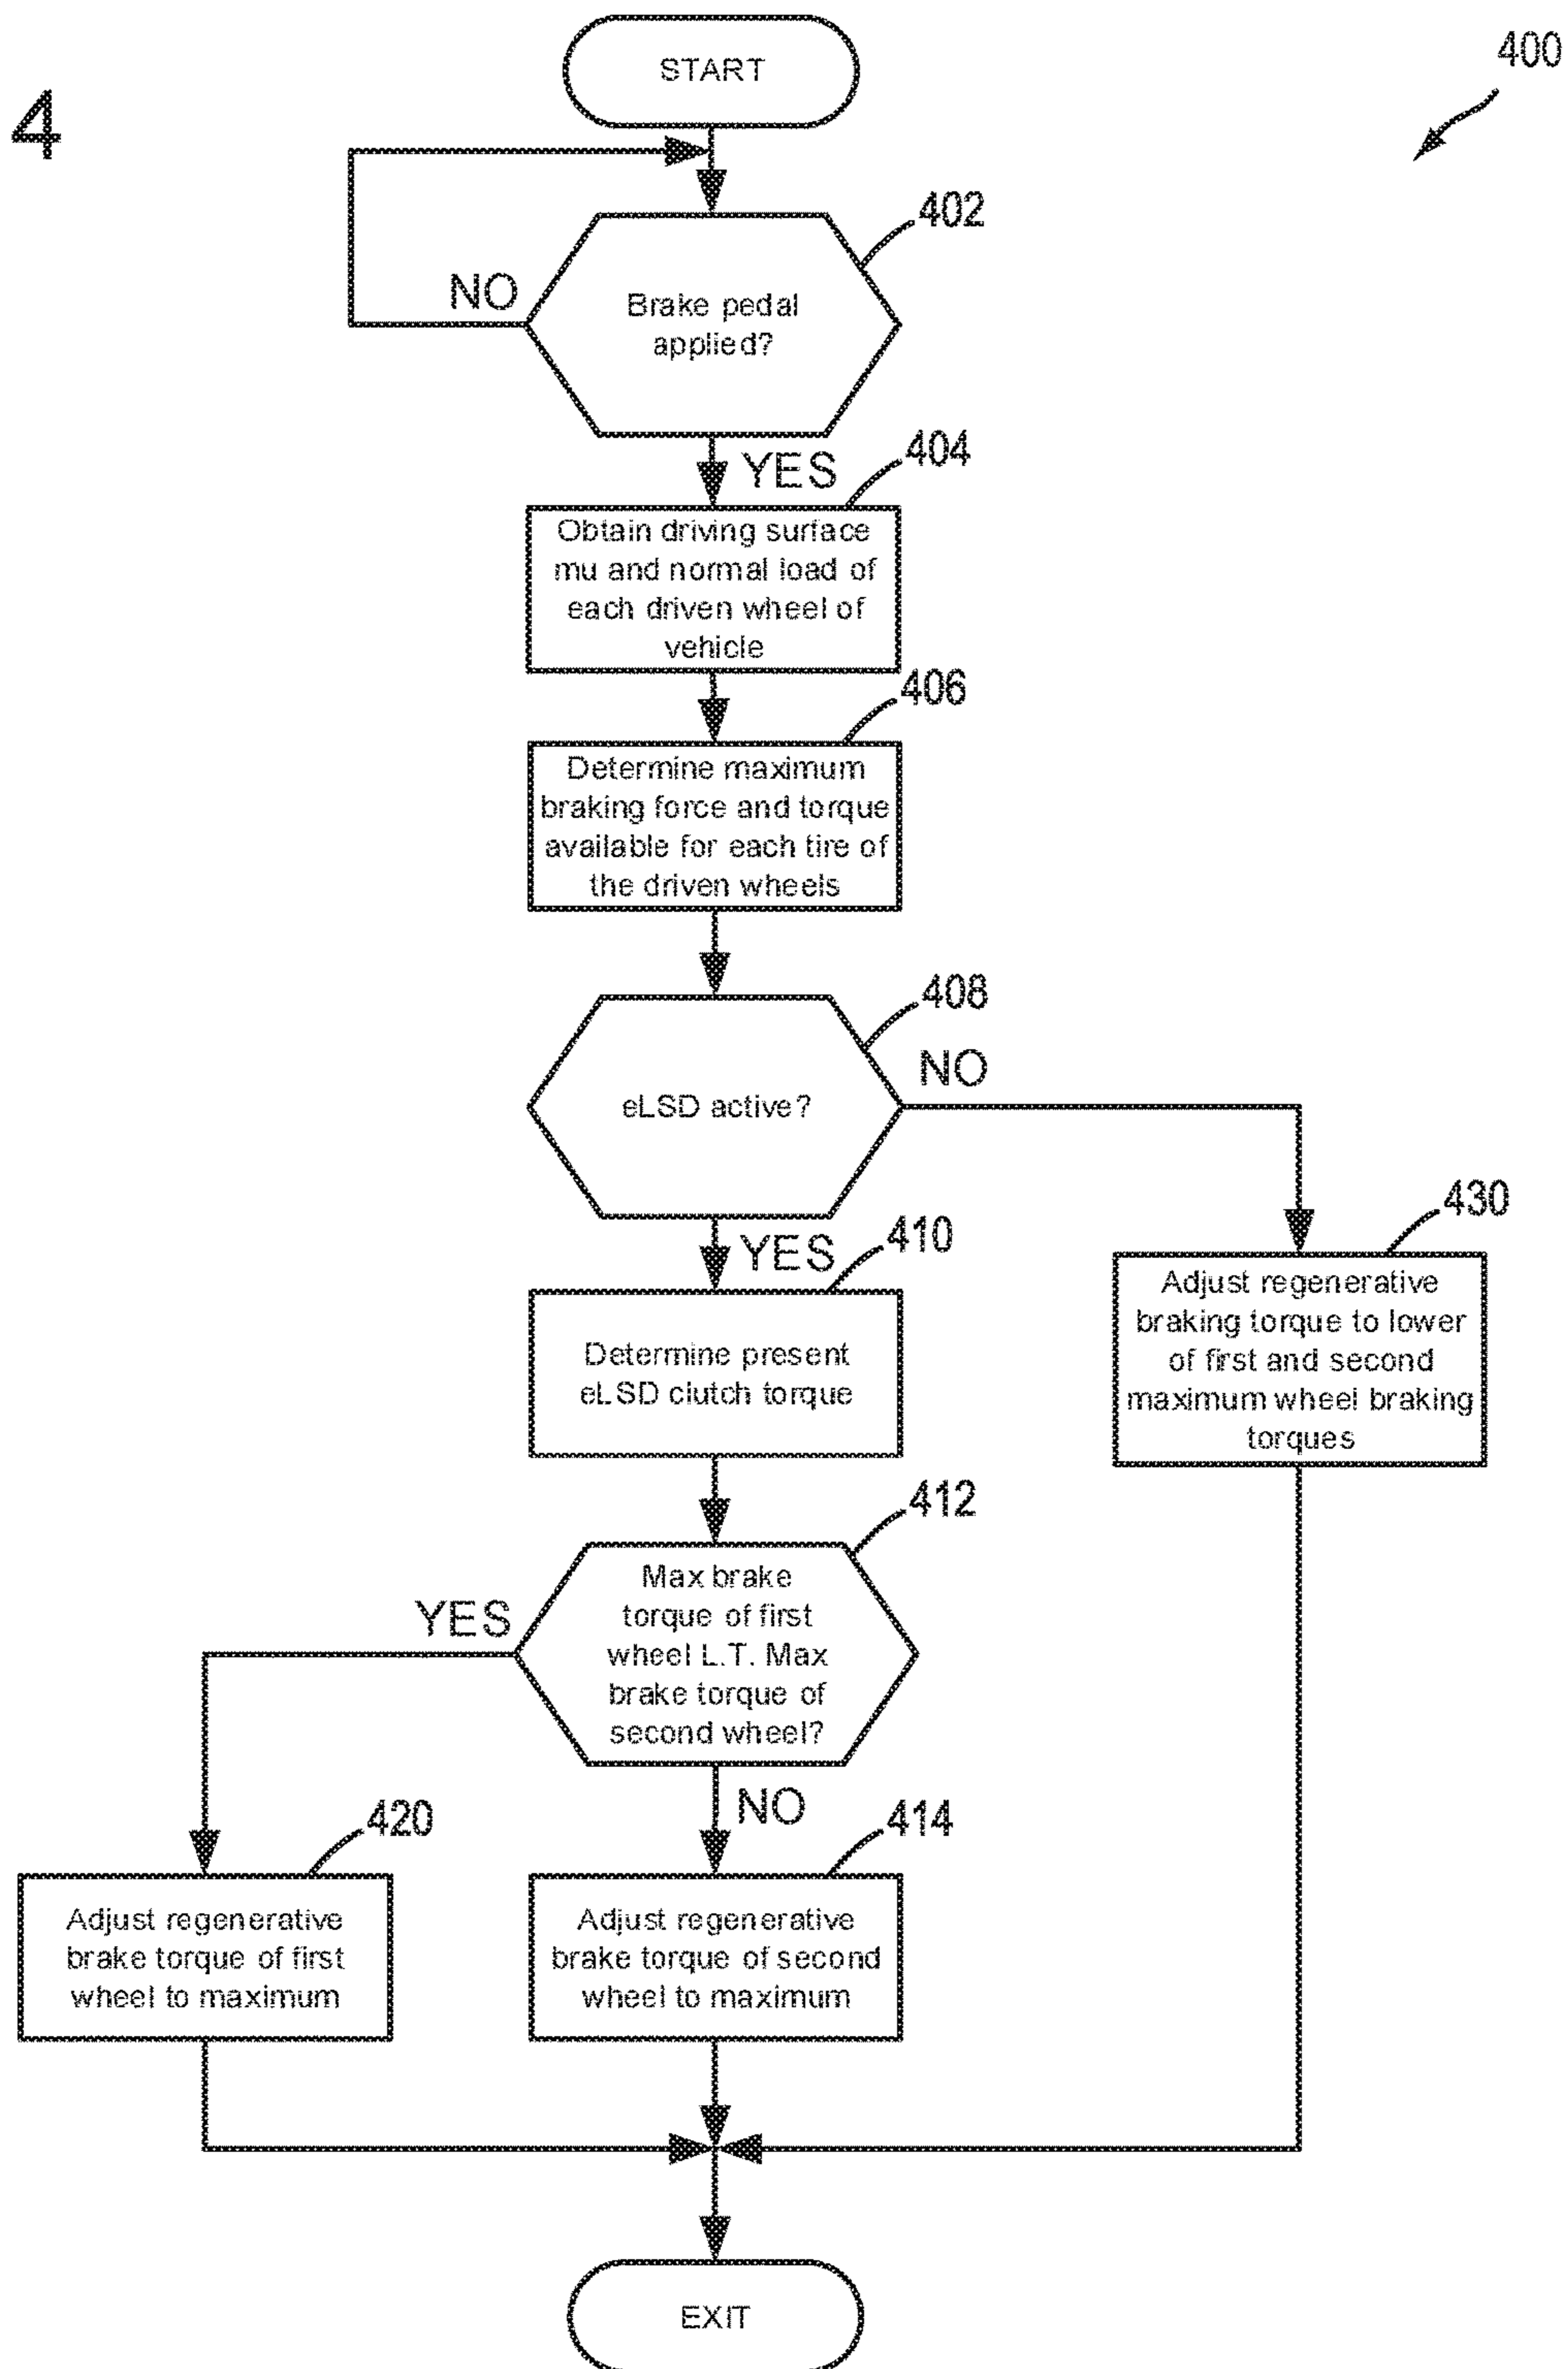 START
400
4
402
NO
Brake pedal
applied?
YES
404
Obtain driving surface
mu and normal load of
each driven wheel of
vehicle
406
Determine maximum
braking force and torque
available for each tire of
the driven wheels
408
NO
eLSD active?
YES
410
430
Determine present
eLSD clutch torque
Adjust regenerative
braking torque to lower
of first and second
maximum wheel braking
torques
412
YES
Max brake
torque of first
wheel L.T. Max
brake torque of
second wheel?
NO
420
414
Adjust regenerative
brake torque of first
wheel to maximum
Adjust regenerative
brake torque of second
wheel to maximum
EXIT